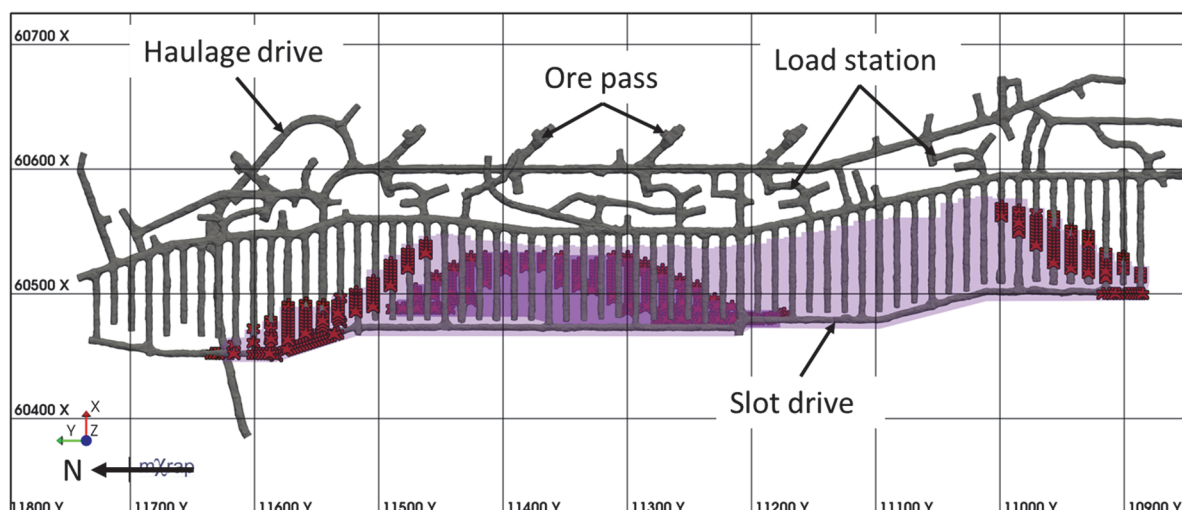 60700 X
Haulage drive
Ore pass
Load station
60600 X
60500 X
Slot drive
60400 X
X
Y Z
N
mXrap
11800 Y 11700 Y 11600 Y 11500 Y 11400 Y 11300 Y 11200 Y 11100 Y 11000 Y 10900 Y